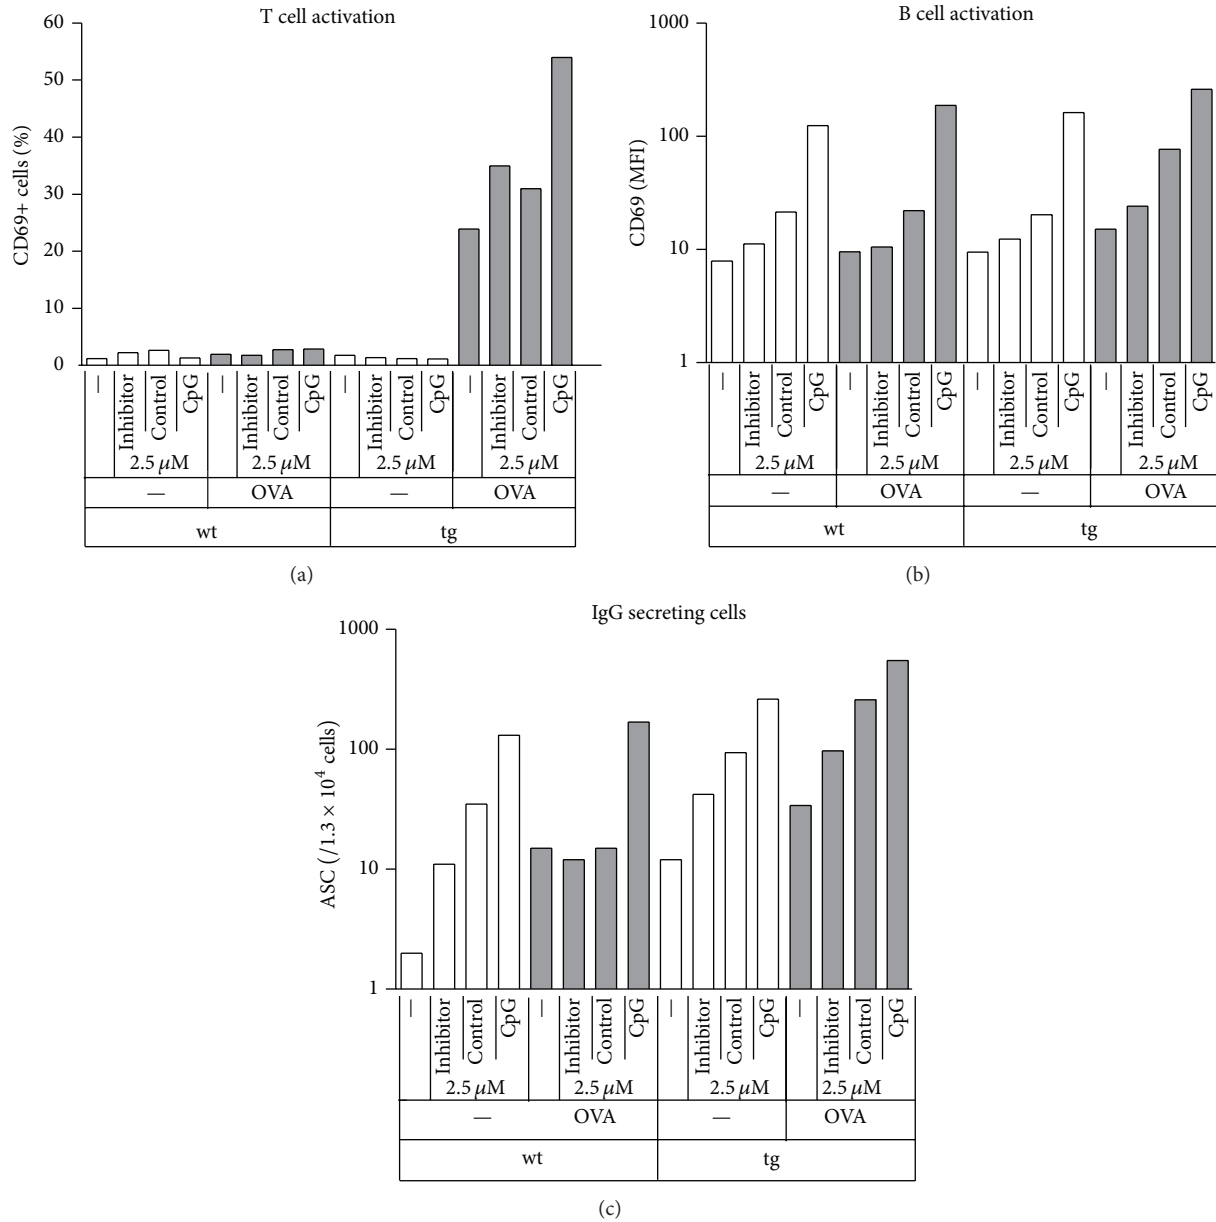 T cell activation
60
50
40
30
20
10
0
CD69+ cells (%)
— Inhibitor Control CpG — Inhibitor Control CpG — Inhibitor Control CpG — Inhibitor Control CpG
2.5 μM 2.5 μM 2.5 μM 2.5 μM
— OVA — OVA
wt tg
(a)
B cell activation
1000
100
10
1
CD69 (MFI)
— Inhibitor Control CpG — Inhibitor Control CpG — Inhibitor Control CpG — Inhibitor Control CpG
2.5 μM 2.5 μM 2.5 μM 2.5 μM
— OVA — OVA
wt tg
(b)
IgG secreting cells
1000
100
10
1
ASC (/1.3 × 10⁴ cells)
— Inhibitor Control CpG — Inhibitor Control CpG — Inhibitor Control CpG — Inhibitor Control CpG
2.5 μM 2.5 μM 2.5 μM 2.5 μM
— OVA — OVA
wt tg
(c)